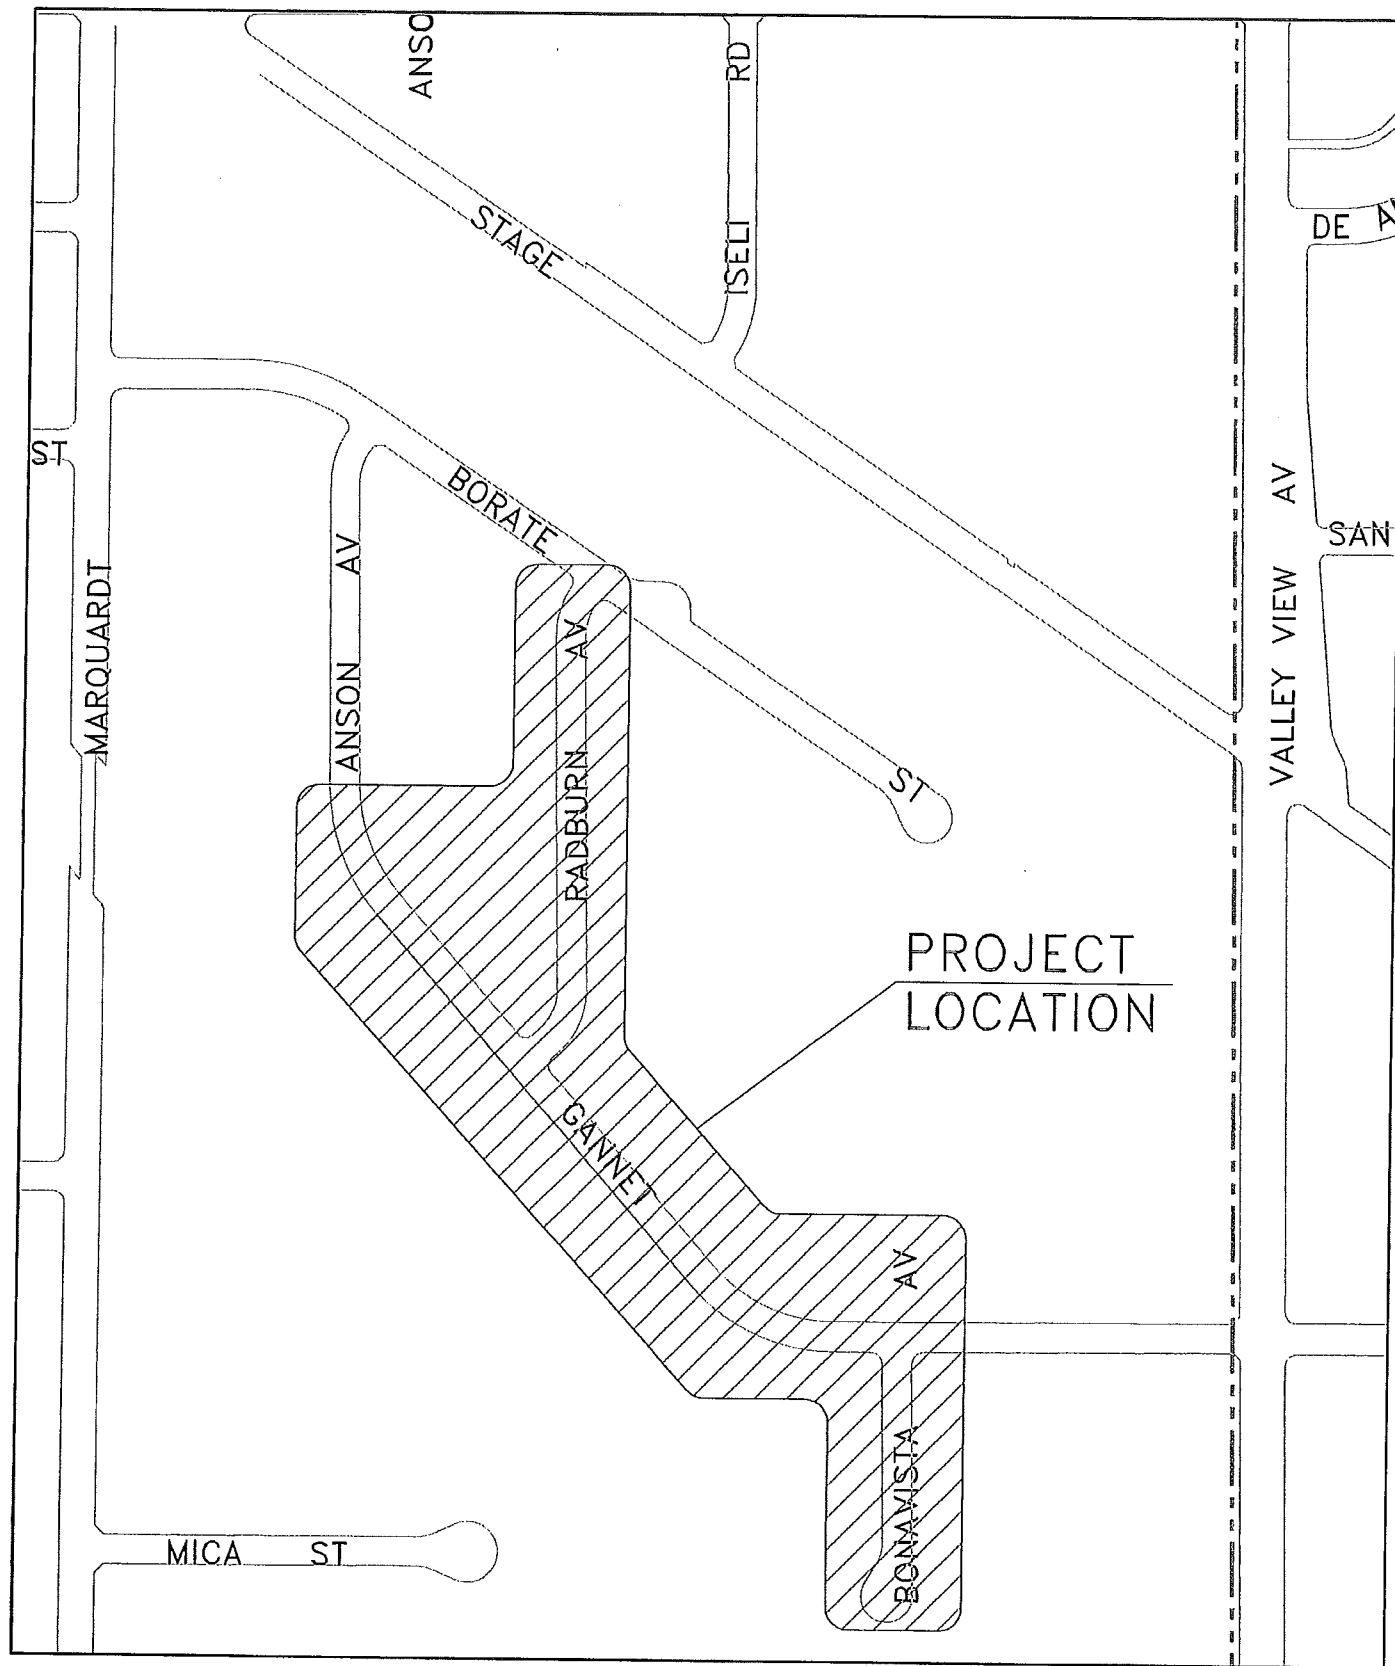 ANSO
ISELI RD
STAGE
DE AV
ST
BORATE
ST
ANSON AV
MARQUARDT
VALLEY VIEW AV
SAN
RADBURN AV
PROJECT
LOCATION
GANNET
BONAVISTA AV
MICA ST